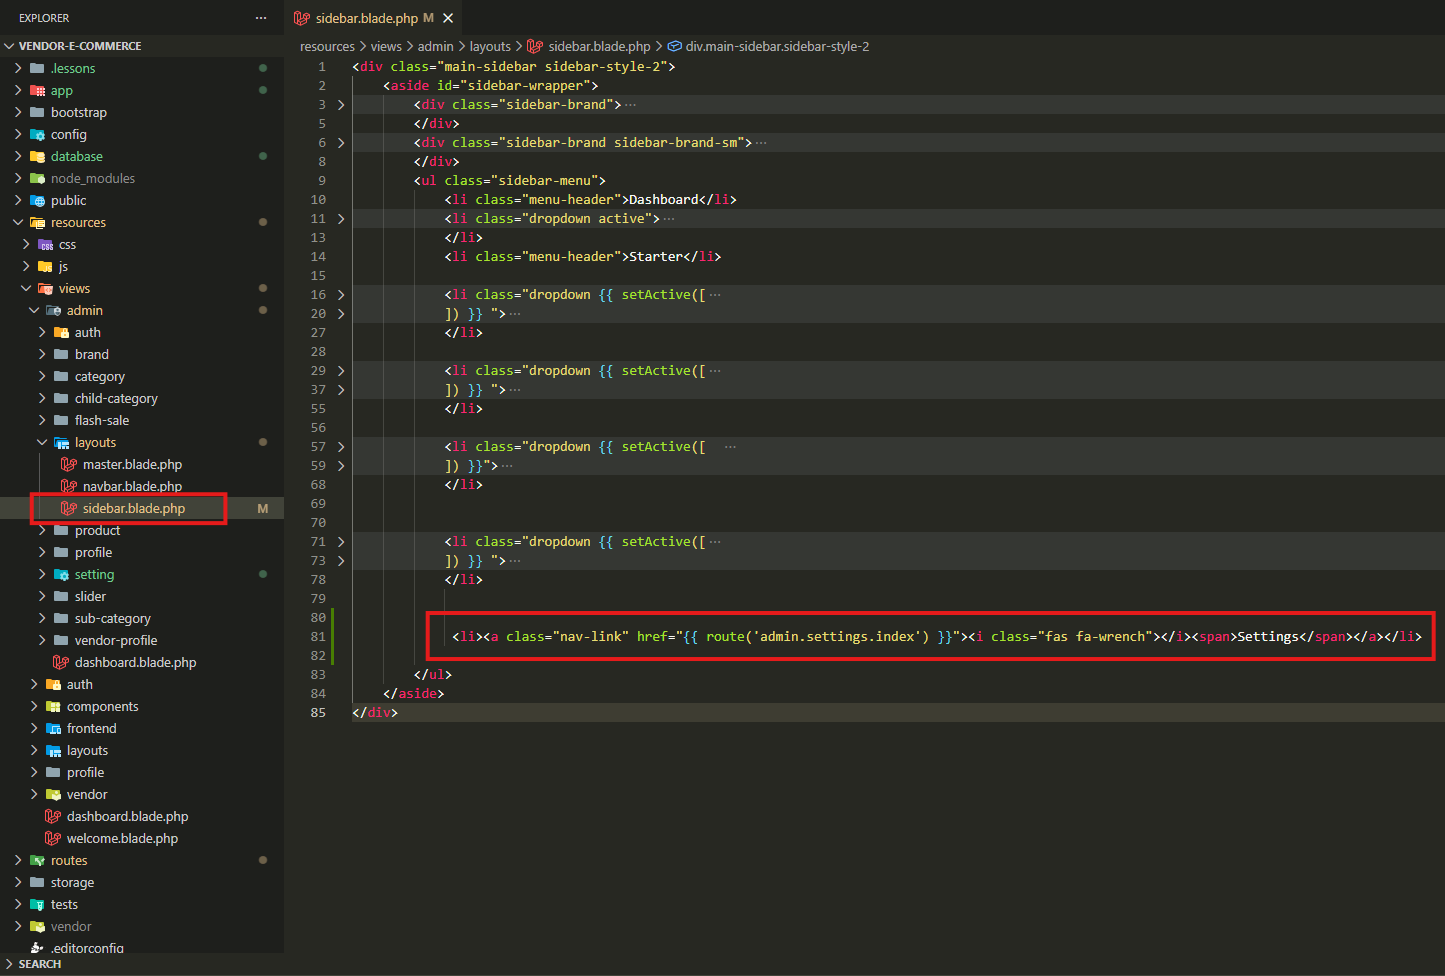 EXPLORER ···
VENDOR-E-COMMERCE
.lessons
app
bootstrap
config
database
node_modules
public
resources
css
js
views
admin
auth
brand
category
child-category
flash-sale
layouts
master.blade.php
navbar.blade.php
sidebar.blade.php M
product
profile
setting
slider
sub-category
vendor-profile
dashboard.blade.php
auth
components
frontend
layouts
profile
vendor
dashboard.blade.php
welcome.blade.php
routes
storage
tests
vendor
.editorconfig
SEARCH
sidebar.blade.php M
resources > views > admin > layouts > sidebar.blade.php > div.main-sidebar.sidebar-style-2
1 <div class="main-sidebar sidebar-style-2">
2 <aside id="sidebar-wrapper">
3 <div class="sidebar-brand">···
5 </div>
6 <div class="sidebar-brand sidebar-brand-sm">···
8 </div>
9 <ul class="sidebar-menu">
10 <li class="menu-header">Dashboard</li>
11 <li class="dropdown active">···
13 </li>
14 <li class="menu-header">Starter</li>
15
16 <li class="dropdown {{ setActive([···
20 ]) }} ">···
27 </li>
28
29 <li class="dropdown {{ setActive([···
37 ]) }} ">···
55 </li>
56
57 <li class="dropdown {{ setActive([ ···
59 ]) }}">···
68 </li>
69
70
71 <li class="dropdown {{ setActive([···
73 ]) }} ">···
78 </li>
79
80
81 <li><a class="nav-link" href="{{ route('admin.settings.index') }}"><i class="fas fa-wrench"></i><span>Settings</span></a></li>
82
83 </ul>
84 </aside>
85 </div>